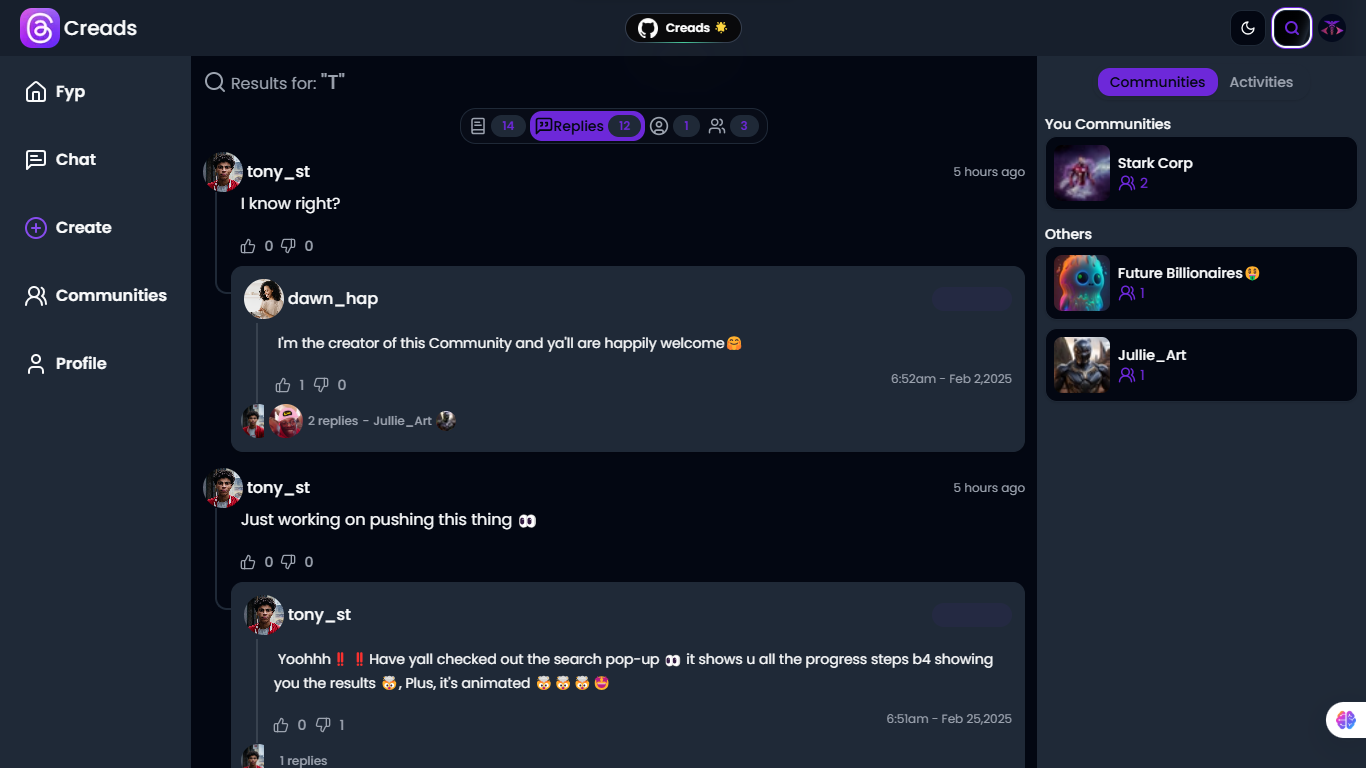 Creads
Creads 🌟
Fyp
Chat
Create
Communities
Profile
Results for: "T"
14
Replies 12
1
3
tony_st
5 hours ago
I know right?
0 0
dawn_hap
I'm the creator of this Community and ya'll are happily welcome🤗
1 0
6:52am - Feb 2,2025
2 replies - Jullie_Art
tony_st
5 hours ago
Just working on pushing this thing 👀
0 0
tony_st
Yoohhh‼️ ‼️Have yall checked out the search pop-up 👀 it shows u all the progress steps b4 showing
you the results 🤯, Plus, it's animated 🤯🤯🤯🤩
0 1
6:51am - Feb 25,2025
1 replies
Communities
Activities
You Communities
Stark Corp
2
Others
Future Billionaires🤑
1
Jullie_Art
1